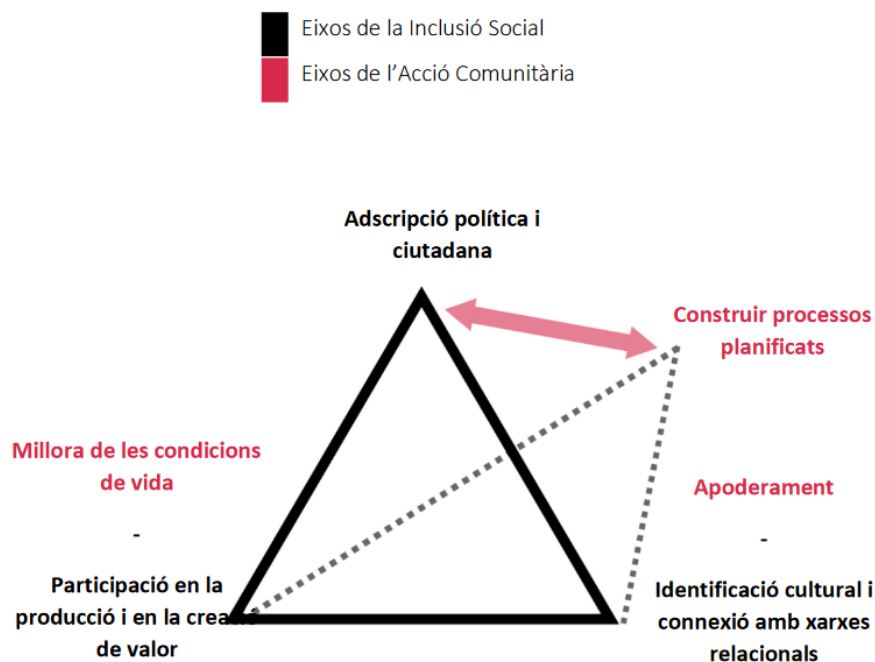 Eixos de la Inclusió Social
Eixos de l'Acció Comunitària
Adscripció política i
ciutadana
Construir processos
planificats
Millora de les condicions
de vida
-
Participació en la
producció i en la creació
de valor
Apoderament
-
Identificació cultural i
connexió amb xarxes
relacionals